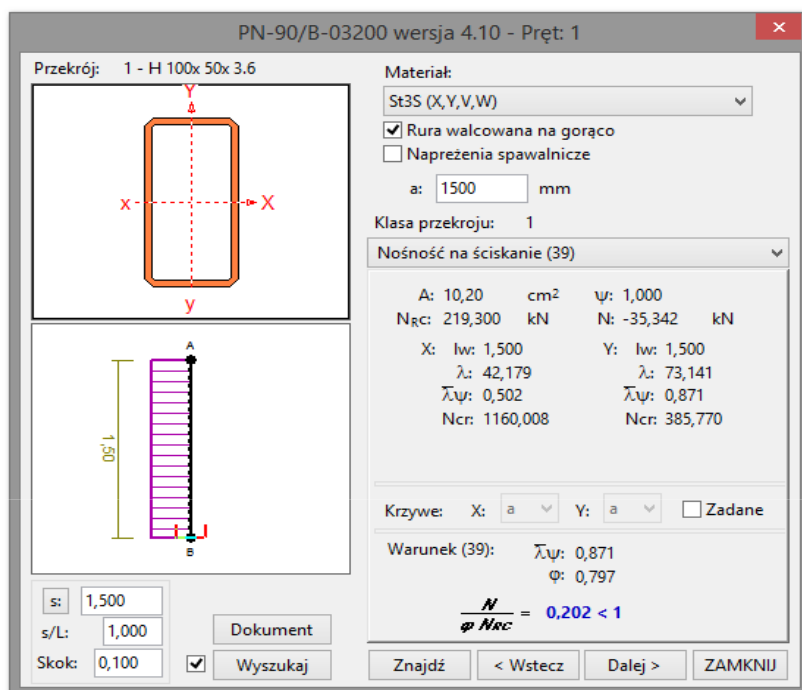 PN-90/B-03200 wersja 4.10 - Pręt: 1
Przekrój: 1 - H 100x 50x 3.6
Y
x X
y
A
1,50
B
s: 1,500
s/L: 1,000
Skok: 0,100
Dokument
Wyszukaj
Materiał:
St3S (X,Y,V,W)
Rura walcowana na gorąco
Naprężenia spawalnicze
a: 1500 mm
Klasa przekroju: 1
Nośność na ściskanie (39)
A: 10,20 cm2 ψ: 1,000
NRc: 219,300 kN N: -35,342 kN
X: lw: 1,500 Y: lw: 1,500
λ: 42,179 λ: 73,141
λ̅ψ: 0,502 λ̅ψ: 0,871
Ncr: 1160,008 Ncr: 385,770
Krzywe: X: a Y: a Zadane
Warunek (39): λ̅ψ: 0,871
φ: 0,797
N
φ NRC = 0,202 < 1
Znajdź < Wstecz Dalej > ZAMKNIJ